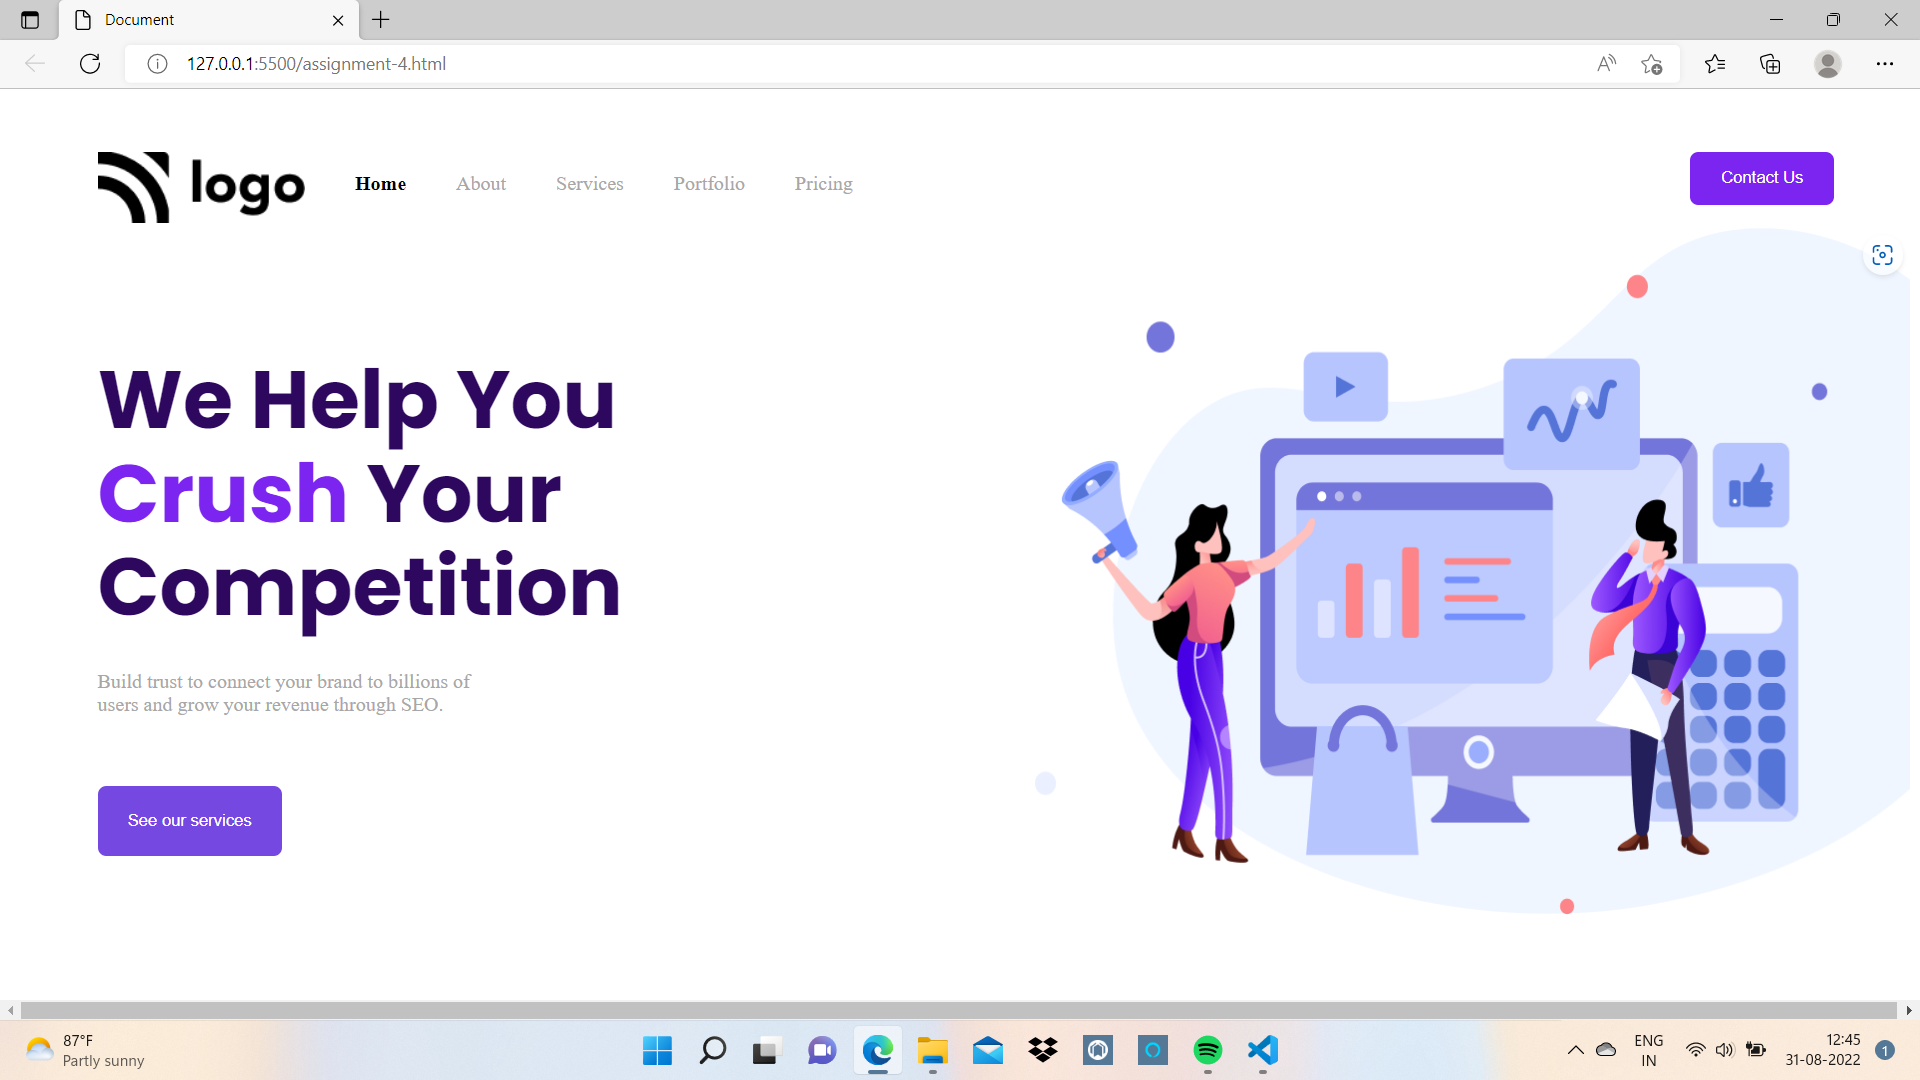 Document
127.0.0.1:5500/assignment-4.html
logo
Home About Services Portfolio Pricing
Contact Us
We Help You
Crush Your
Competition
Build trust to connect your brand to billions of
users and grow your revenue through SEO.
See our services
87°F
Partly sunny
ENG
IN
12:45
31-08-2022
1